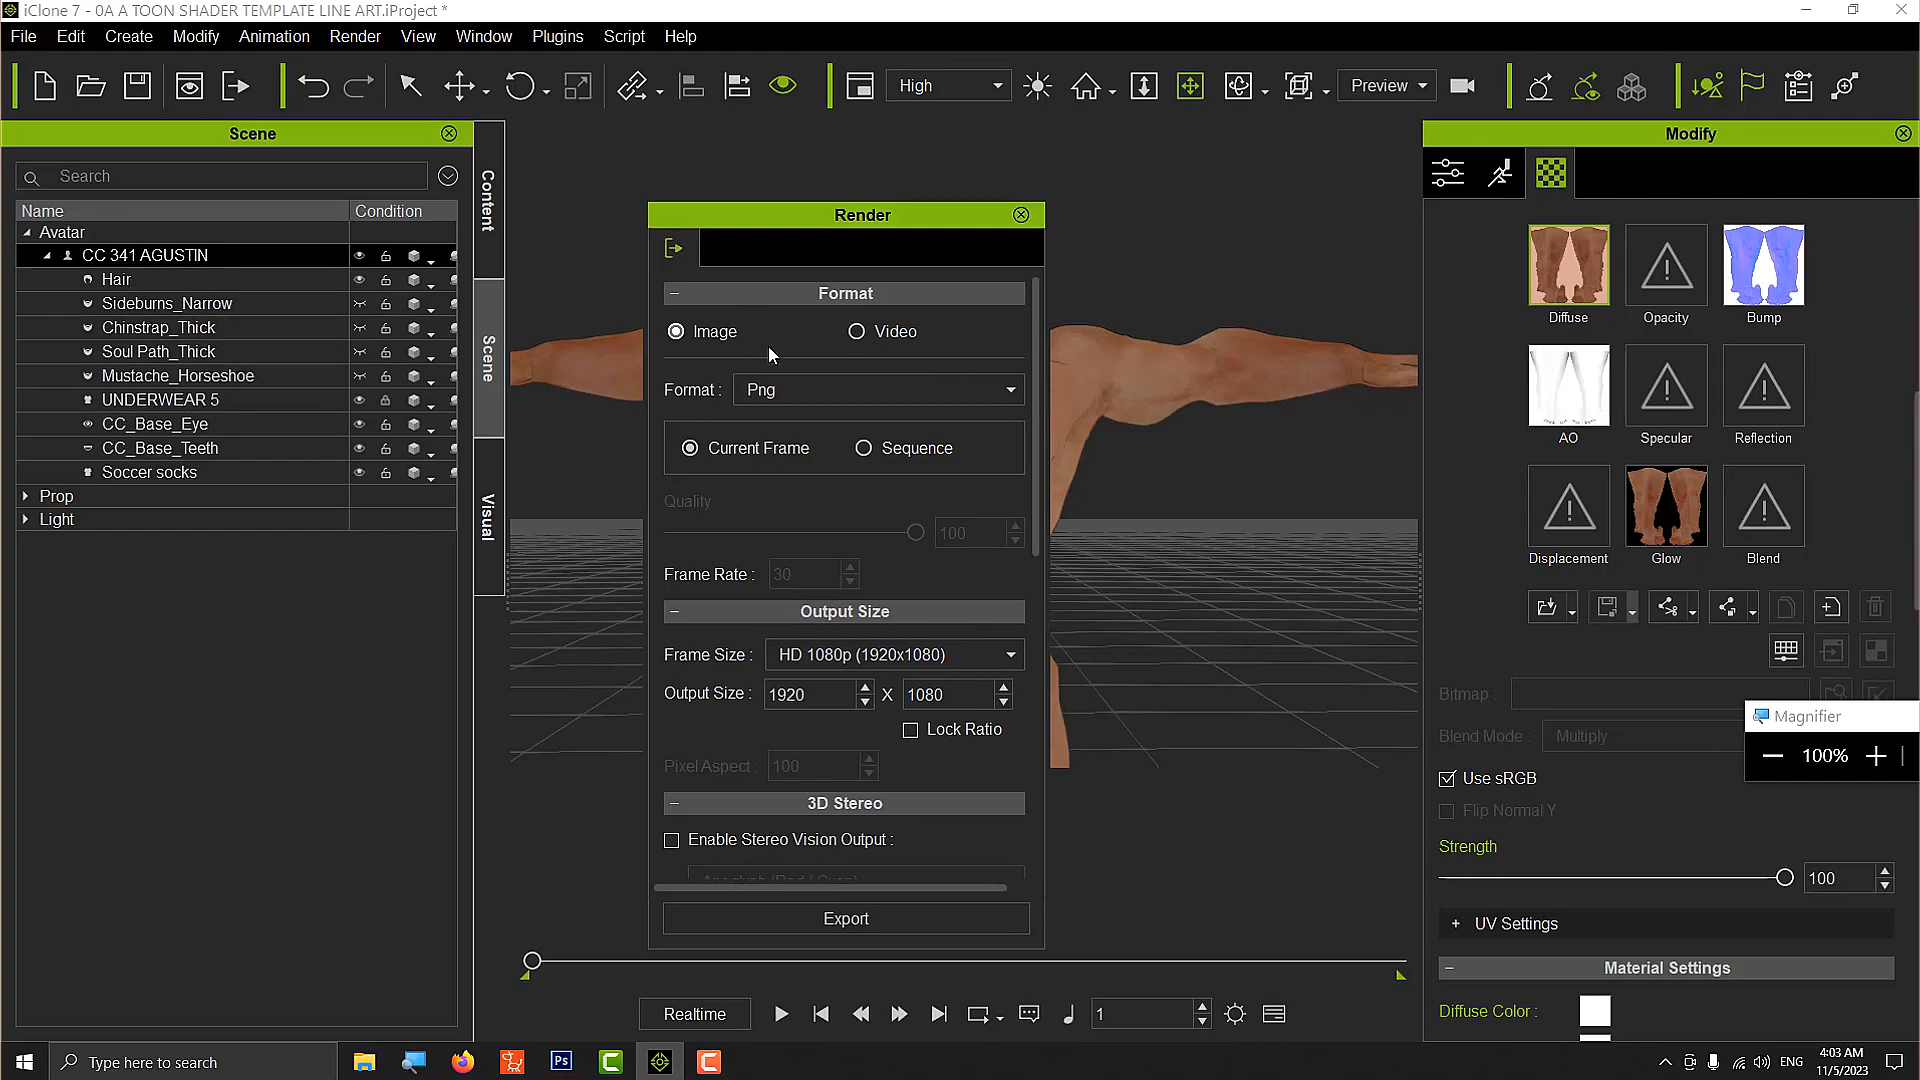 iClone 7 - 0A A TOON SHADER TEMPLATE LINE ART.iProject *
File Edit Create Modify Animation Render View Window Plugins Script Help
High
Preview
Scene
Search
Name Condition
Avatar
CC 341 AGUSTIN
Hair
Sideburns_Narrow
Chinstrap_Thick
Soul Path_Thick
Mustache_Horseshoe
UNDERWEAR 5
CC_Base_Eye
CC_Base_Teeth
Soccer socks
Prop
Light
Content
Scene
Visual
Render
Format
Image Video
Format : Png
Current Frame Sequence
Quality
100
Frame Rate : 30
Output Size
Frame Size : HD 1080p (1920x1080)
Output Size : 1920 X 1080
Lock Ratio
Pixel Aspect : 100
3D Stereo
Enable Stereo Vision Output :
Export
Realtime
1
Modify
Diffuse Opacity Bump
AO Specular Reflection
Displacement Glow Blend
Bitmap :
Blend Mode : Multiply
Magnifier
100%
Use sRGB
Flip Normal Y
Strength
100
+ UV Settings
Material Settings
Diffuse Color :
Type here to search
Ps
ENG
4:03 AM
11/5/2023